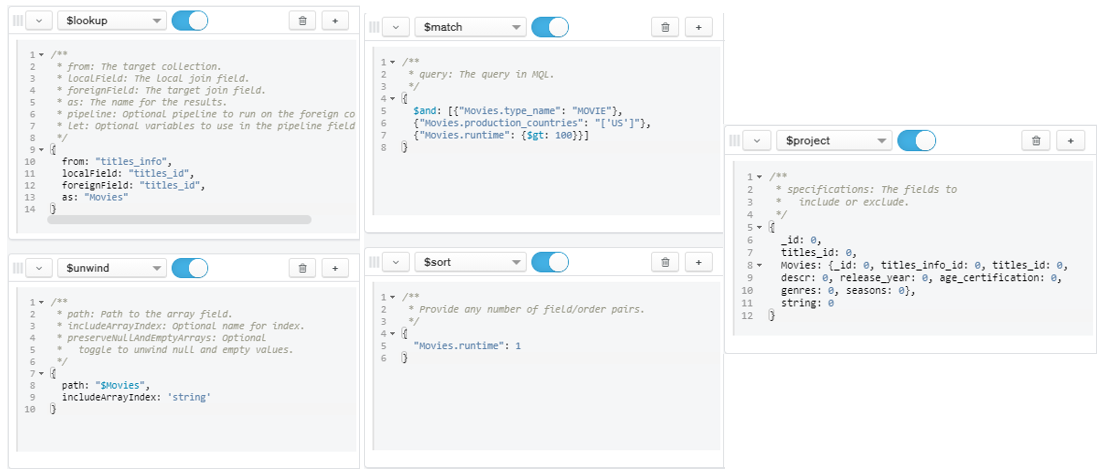 $lookup
1 /**
2 * from: The target collection.
3 * localField: The local join field.
4 * foreignField: The target join field.
5 * as: The name for the results.
6 * pipeline: Optional pipeline to run on the foreign co
7 * let: Optional variables to use in the pipeline field
8 */
9 {
10 from: "titles_info",
11 localField: "titles_id",
12 foreignField: "titles_id",
13 as: "Movies"
14 }
$unwind
1 /**
2 * path: Path to the array field.
3 * includeArrayIndex: Optional name for index.
4 * preserveNullAndEmptyArrays: Optional
5 *   toggle to unwind null and empty values.
6 */
7 {
8 path: "$Movies",
9 includeArrayIndex: 'string'
10 }
$match
1 /**
2 * query: The query in MQL.
3 */
4 {
5 $and: [{"Movies.type_name": "MOVIE"},
6 {"Movies.production_countries": "['US']"},
7 {"Movies.runtime": {$gt: 100}}]
8 }
$sort
1 /**
2 * Provide any number of field/order pairs.
3 */
4 {
5 "Movies.runtime": 1
6 }
$project
1 /**
2 * specifications: The fields to
3 *   include or exclude.
4 */
5 {
6 _id: 0,
7 titles_id: 0,
8 Movies: {_id: 0, titles_info_id: 0, titles_id: 0,
9 descr: 0, release_year: 0, age_certification: 0,
10 genres: 0, seasons: 0},
11 string: 0
12 }